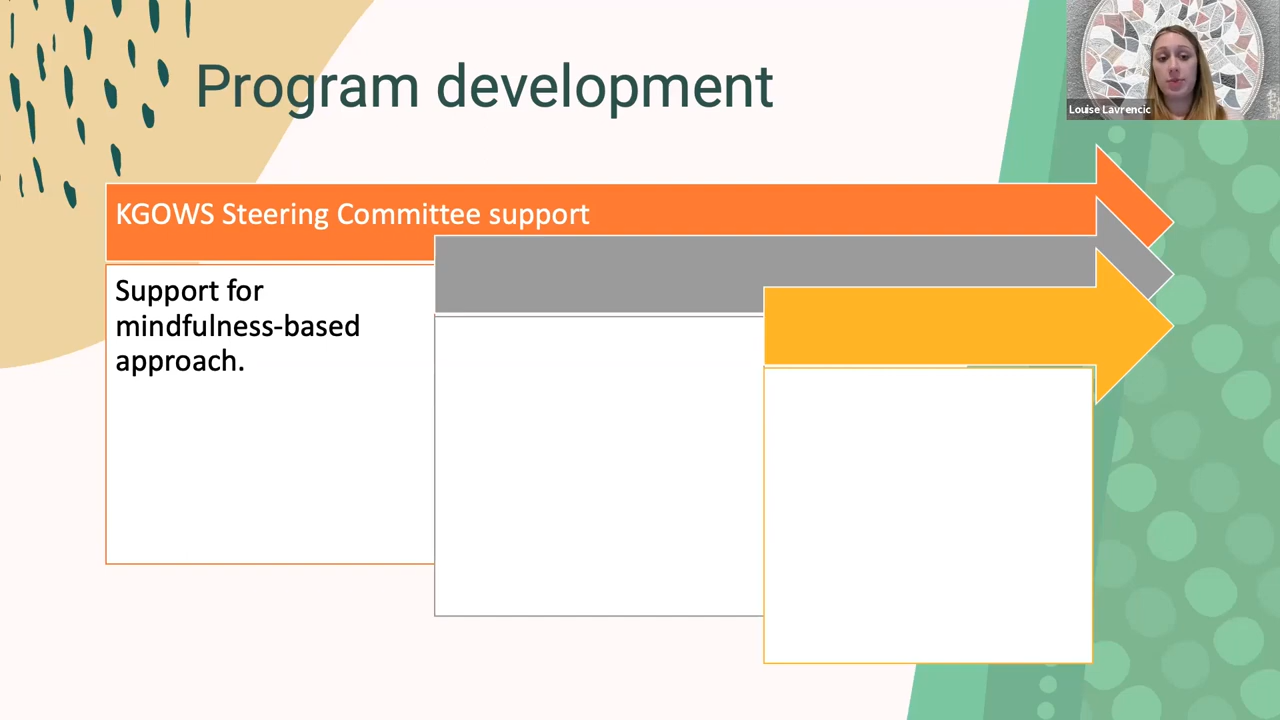 Program development
Louise Lavrencic
KGOWS Steering Committee support
Support for
mindfulness-based
approach.